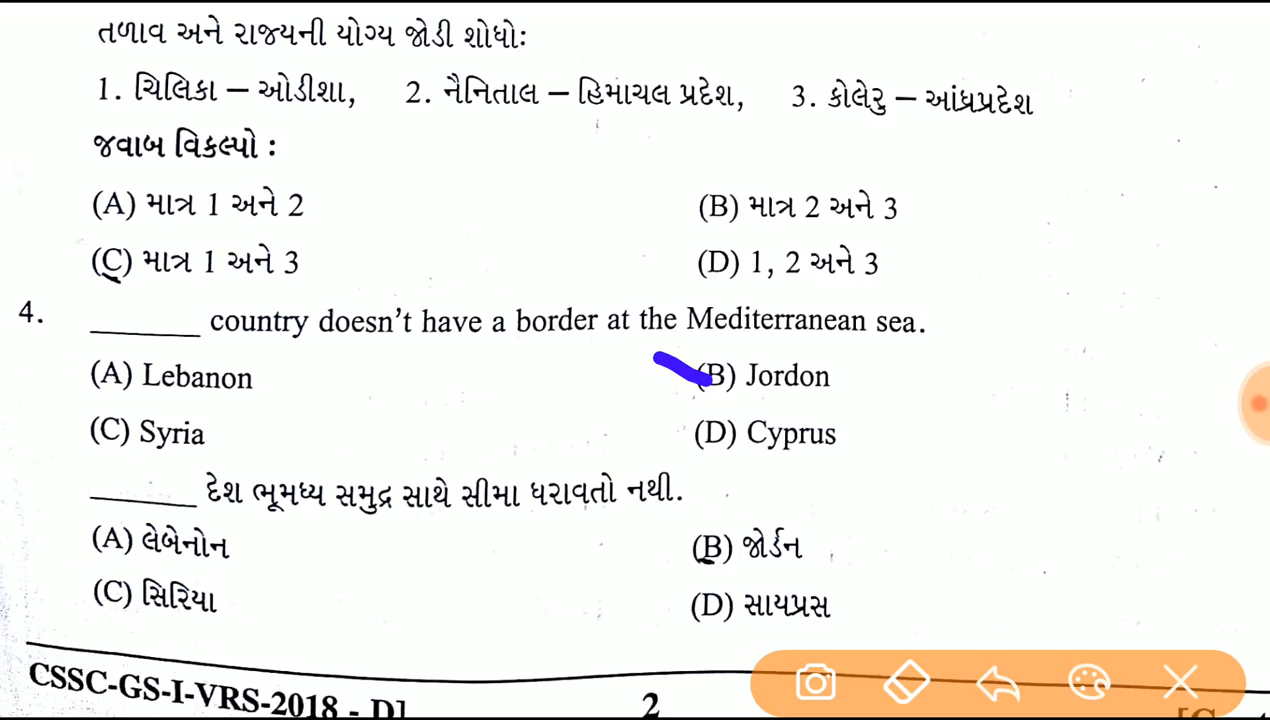 તળાવ અને રાજ્યની યોગ્ય જોડી શોધોઃ
1. ચિલિકા – ઓડીશા, 2. નૈનિતાલ – હિમાચલ પ્રદેશ, 3. કોલેરુ – આંધ્રપ્રદેશ
જવાબ વિકલ્પો :
(A) માત્ર 1 અને 2 (B) માત્ર 2 અને 3
(C) માત્ર 1 અને 3 (D) 1, 2 અને 3
4. ______ country doesn't have a border at the Mediterranean sea.
(A) Lebanon (B) Jordon
(C) Syria (D) Cyprus
______ દેશ ભૂમધ્ય સમુદ્ર સાથે સીમા ધરાવતો નથી.
(A) લેબેનોન (B) જોર્ડન
(C) સિરિયા (D) સાયપ્રસ
CSSC-GS-I-VRS-2018 - D] 2